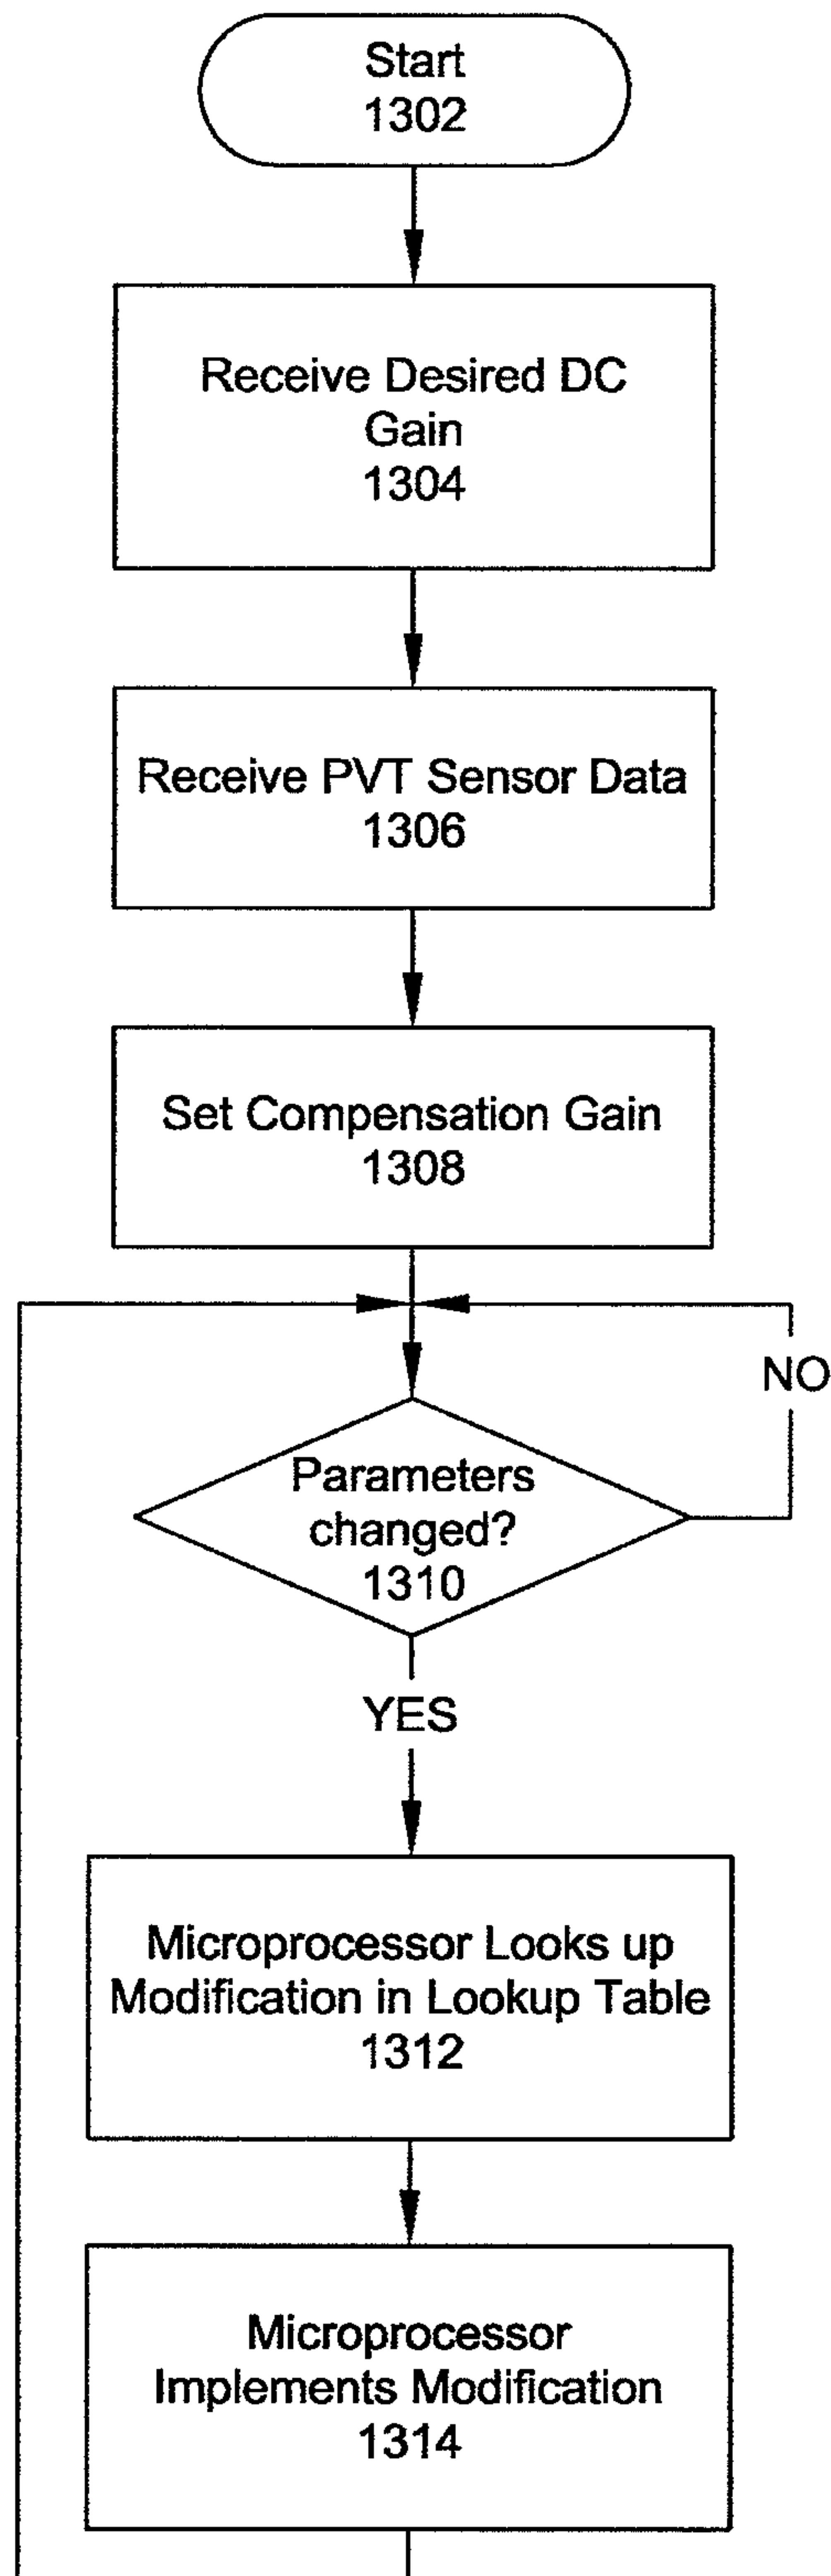 Start
1302
Receive Desired DC
Gain
1304
Receive PVT Sensor Data
1306
Set Compensation Gain
1308
NO
Parameters
changed?
1310
YES
Microprocessor Looks up
Modification in Lookup Table
1312
Microprocessor
Implements Modification
1314